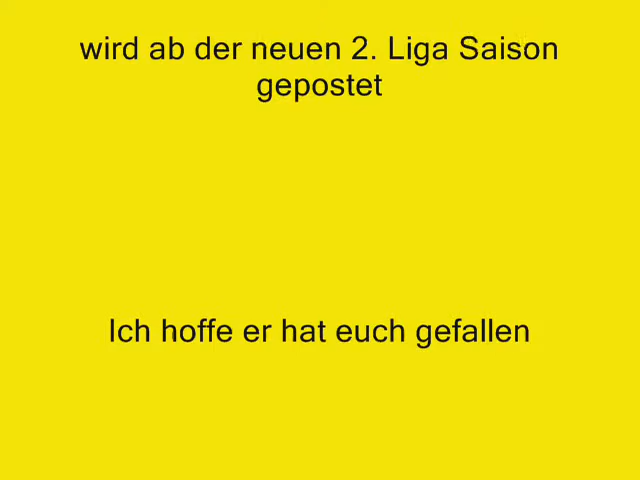 wird ab der neuen 2. Liga Saison
gepostet
Ich hoffe er hat euch gefallen